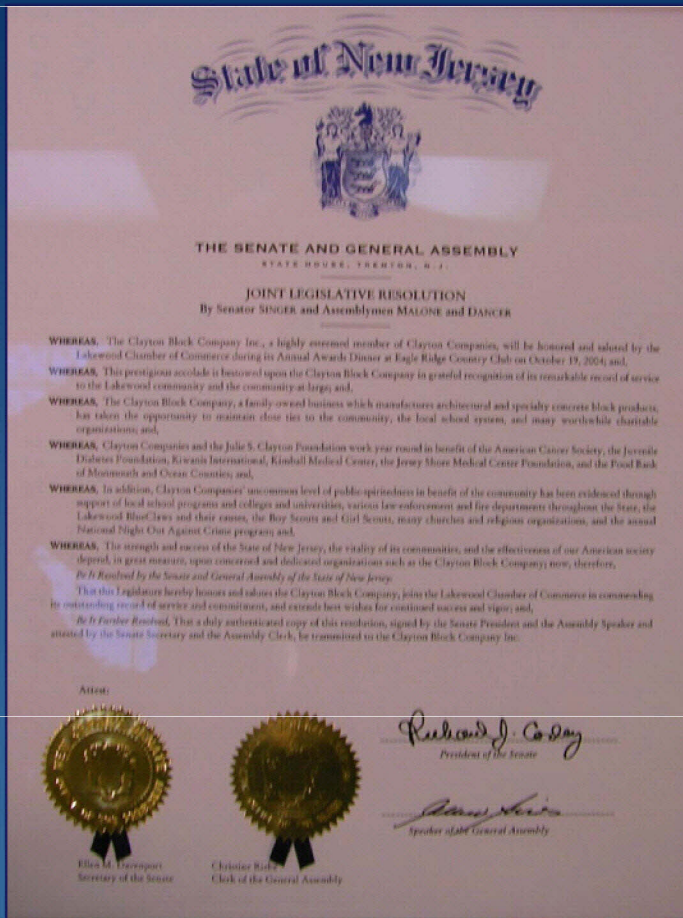 State of New Jersey
THE SENATE AND GENERAL ASSEMBLY
STATE HOUSE, TRENTON, N.J.
JOINT LEGISLATIVE RESOLUTION
By Senator SINGER and Assemblymen MALONE and DANCER
WHEREAS, The Clayton Block Company Inc., a highly esteemed member of Clayton Companies, will be honored and saluted by the
Lakewood Chamber of Commerce during its Annual Awards Dinner at Eagle Ridge Country Club on October 19, 2004; and,
WHEREAS, This prestigious accolade is bestowed upon the Clayton Block Company in grateful recognition of its remarkable record of service
to the Lakewood community and the community-at-large; and,
WHEREAS, The Clayton Block Company, a family-owned business which manufactures architectural and specialty concrete block products,
has taken the opportunity to maintain close ties to the community, the local school system, and many worthwhile charitable
organizations; and,
WHEREAS, Clayton Companies and the Julie S. Clayton Foundation work year round in benefit of the American Cancer Society, the Juvenile
Diabetes Foundation, Kiwanis International, Kimball Medical Center, the Jersey Shore Medical Center Foundation, and the Food Bank
of Monmouth and Ocean Counties; and,
WHEREAS, In addition, Clayton Companies' uncommon level of public-spiritedness in benefit of the community has been evidenced through
support of local school programs and colleges and universities, various law enforcement and fire departments throughout the State, the
Lakewood BlueClaws and their causes, the Boy Scouts and Girl Scouts, many churches and religious organizations, and the annual
National Night Out Against Crime program; and,
WHEREAS, The strength and success of the State of New Jersey, the vitality of its communities, and the effectiveness of our American society
depend, in great measure, upon concerned and dedicated organizations such as the Clayton Block Company; now, therefore,
Be It Resolved by the Senate and General Assembly of the State of New Jersey:
That this Legislature hereby honors and salutes the Clayton Block Company, joins the Lakewood Chamber of Commerce in commending
its outstanding record of service and commitment, and extends best wishes for continued success and vigor; and,
Be It Further Resolved, That a duly authenticated copy of this resolution, signed by the Senate President and the Assembly Speaker and
attested by the Senate Secretary and the Assembly Clerk, be transmitted to the Clayton Block Company Inc.
Attest:
Richard J. Codey
President of the Senate
Speaker of the General Assembly
Ellen M. Davenport
Secretary of the Senate
Christine
Clerk of the General Assembly